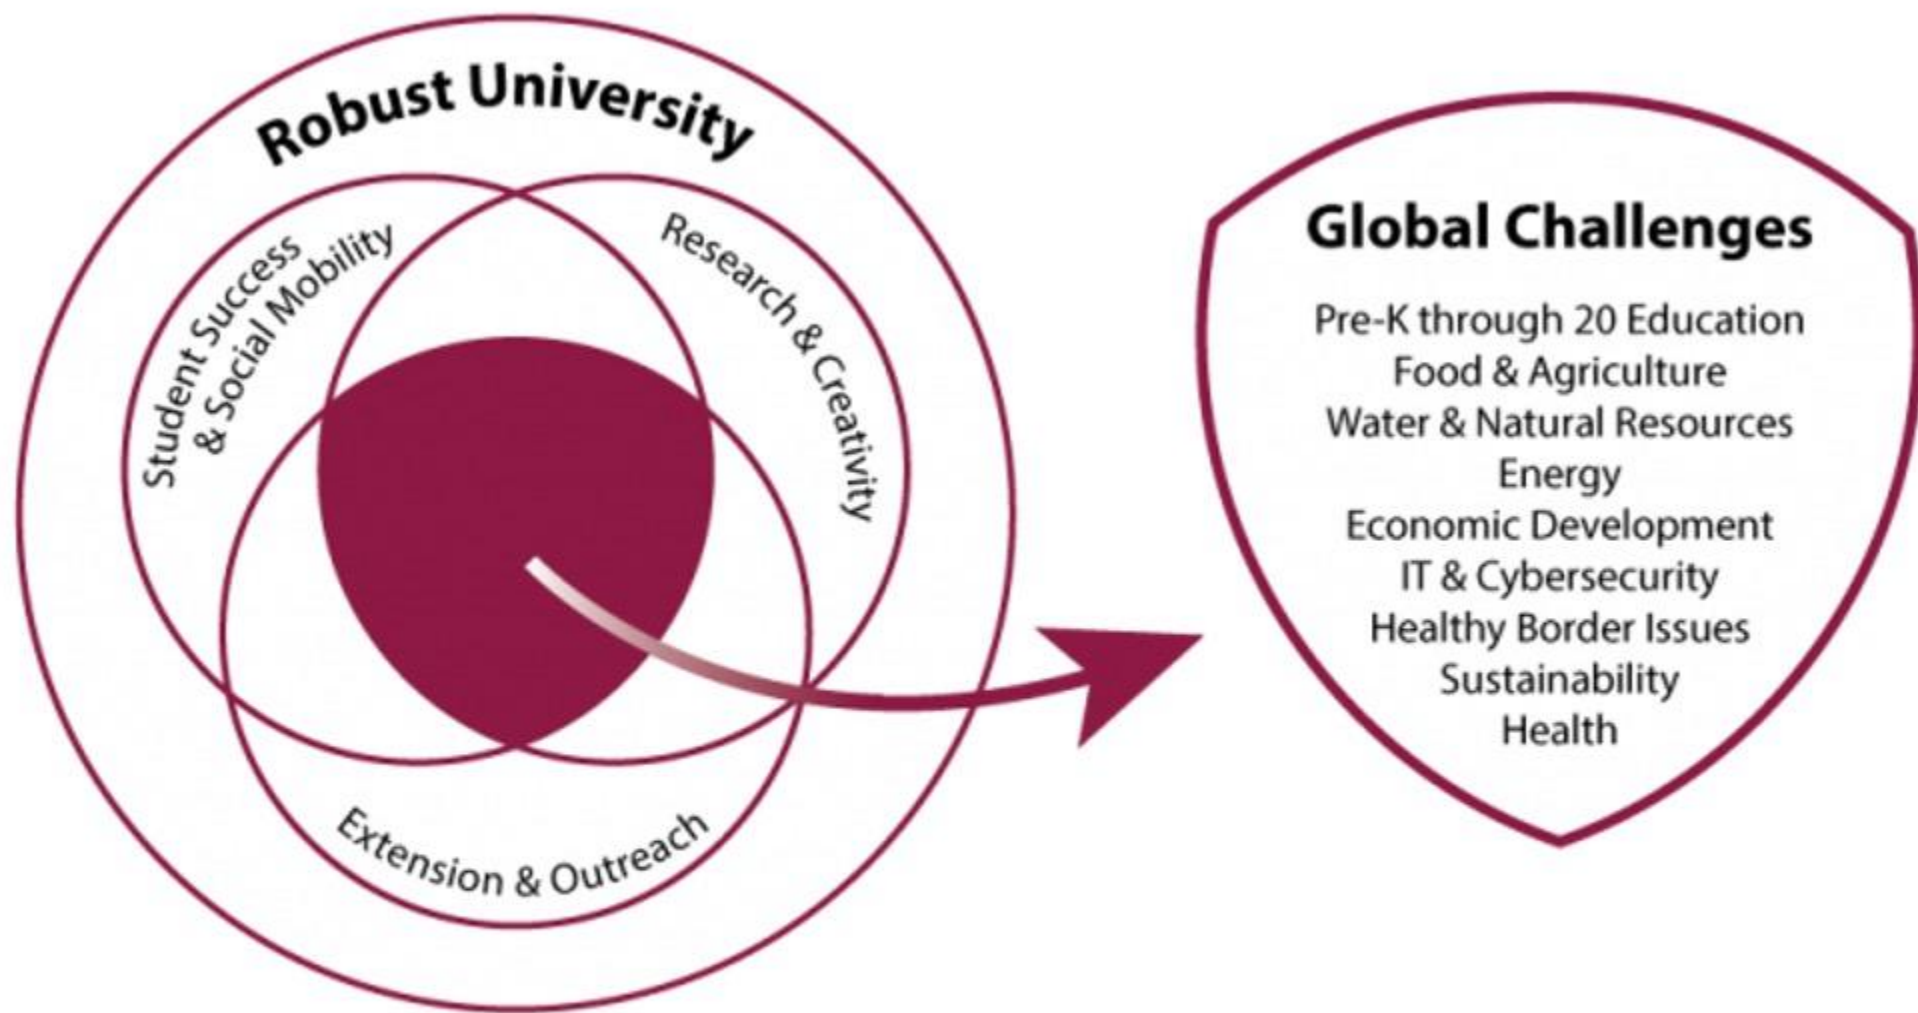 Robust University
Student Success
& Social Mobility
Research & Creativity
Extension & Outreach
Global Challenges
Pre-K through 20 Education
Food & Agriculture
Water & Natural Resources
Energy
Economic Development
IT & Cybersecurity
Healthy Border Issues
Sustainability
Health